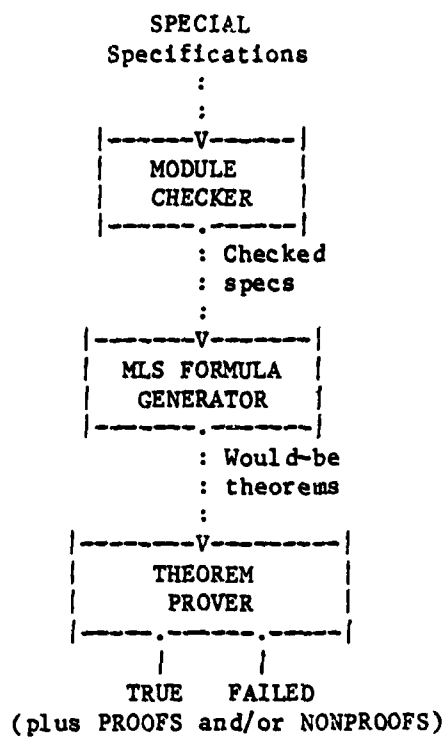 SPECIAL
Specifications
MODULE
CHECKER
Checked
specs
MLS FORMULA
GENERATOR
Would-be
theorems
THEOREM
PROVER
TRUE FAILED
(plus PROOFS and/or NONPROOFS)